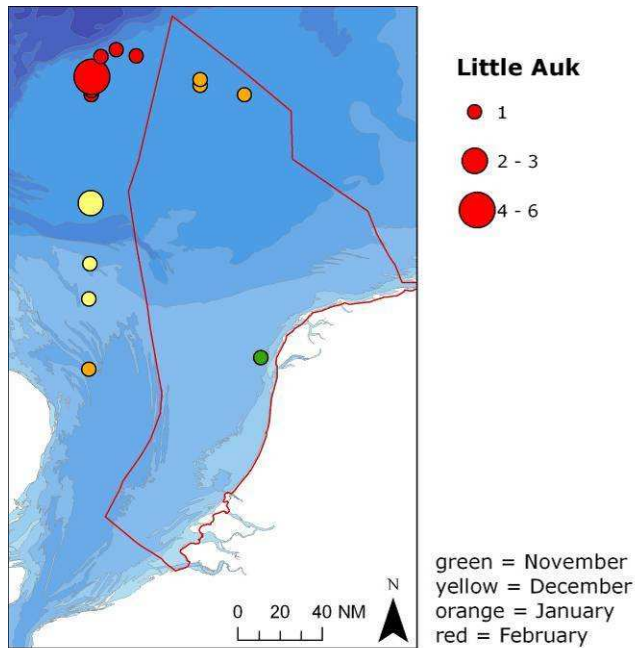 Little Auk
1
2 - 3
4 - 6
N
0 20 40 NM
green = November
yellow = December
orange = January
red = February